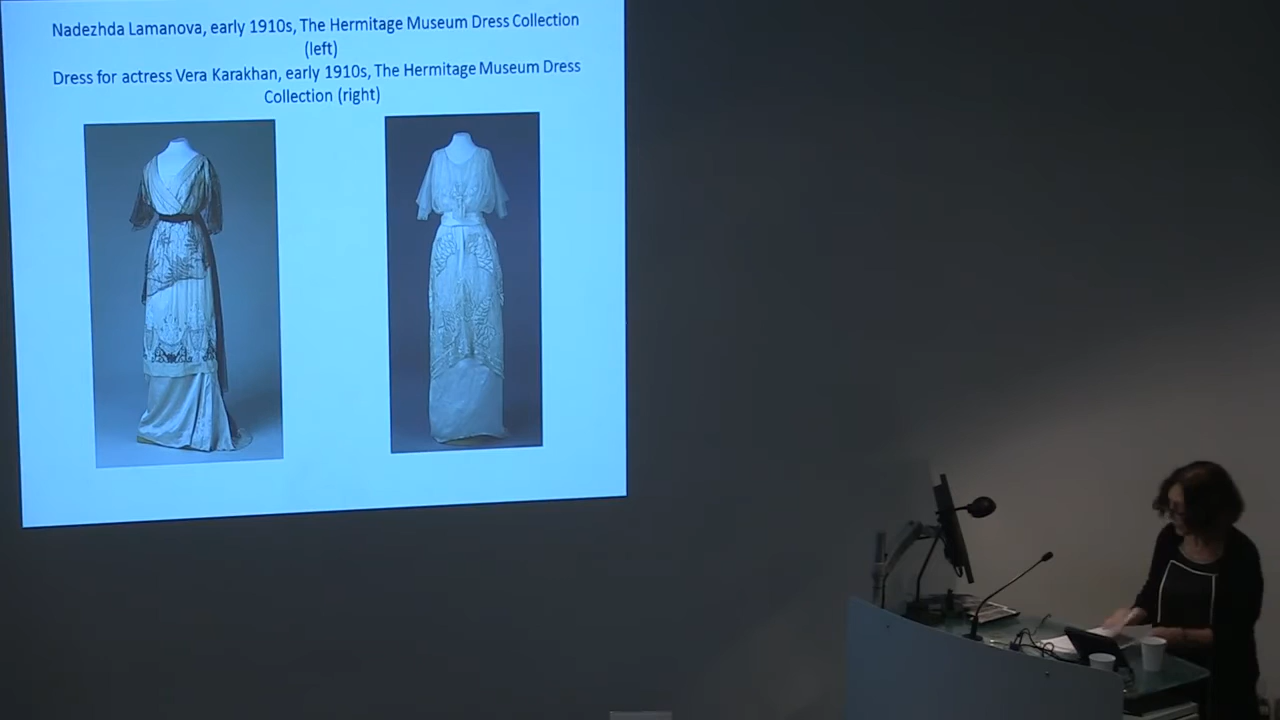 Nadezhda Lamanova, early 1910s, The Hermitage Museum Dress Collection
(left)
Dress for actress Vera Karakhan, early 1910s, The Hermitage Museum Dress
Collection (right)